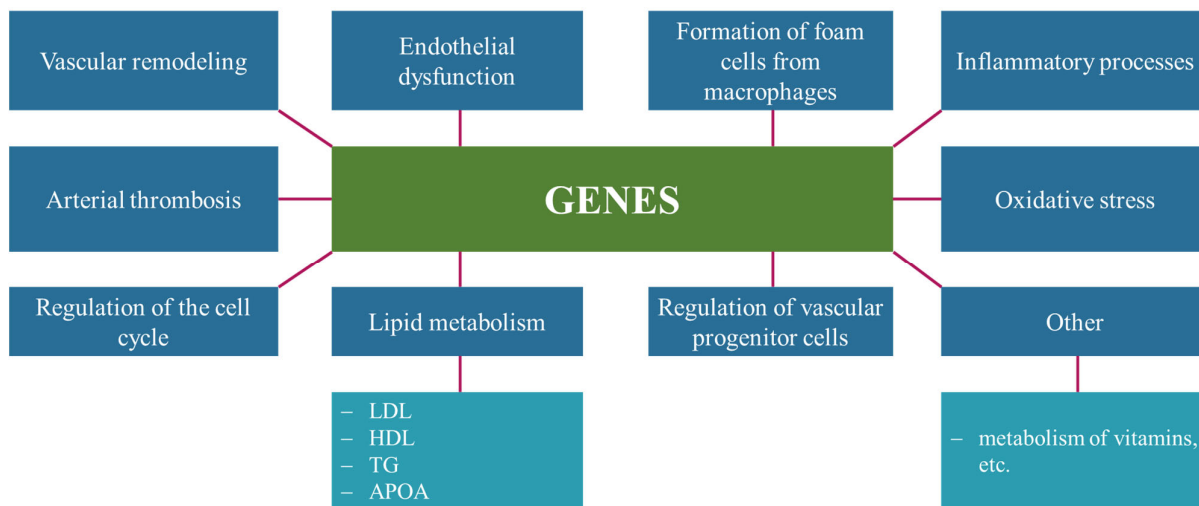 Vascular remodeling
Endothelial
dysfunction
Formation of foam
cells from
macrophages
Inflammatory processes
Arterial thrombosis
GENES
Oxidative stress
Regulation of the cell
cycle
Lipid metabolism
Regulation of vascular
progenitor cells
Other
– LDL
– HDL
– TG
– APOA
– metabolism of vitamins,
etc.